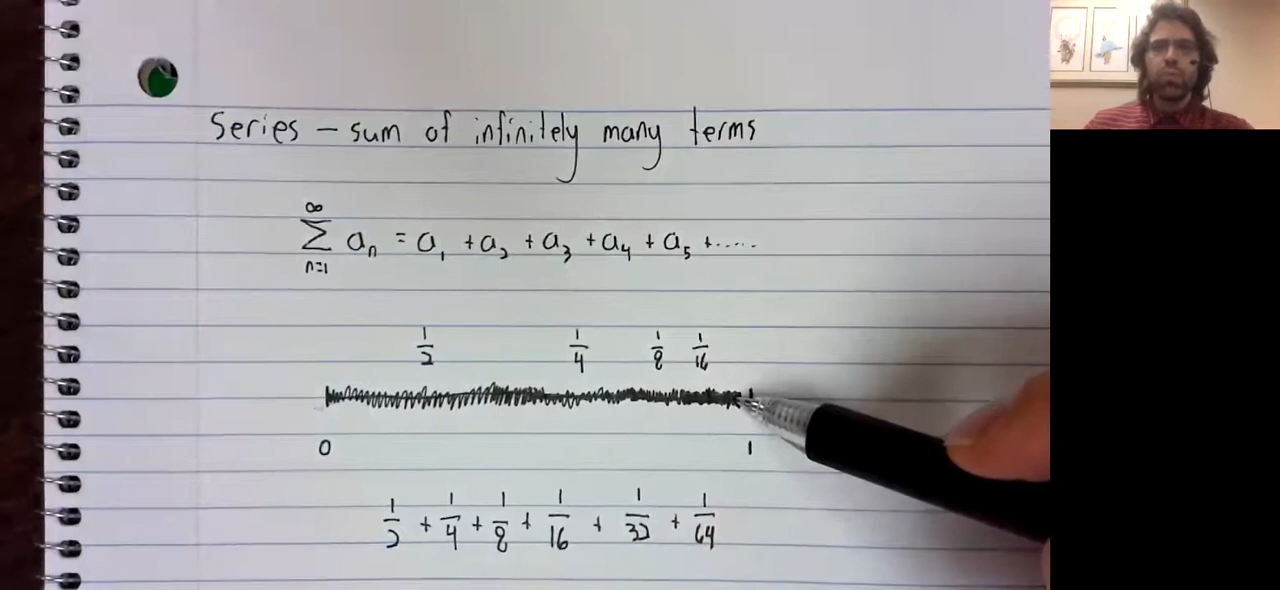 Series – sum of infinitely many terms
∞
∑ aₙ = a₁ + a₂ + a₃ + a₄ + a₅ + .....
n=1
1/2 1/4 1/8 1/16
0 1
1/2 + 1/4 + 1/8 + 1/16 + 1/32 + 1/64